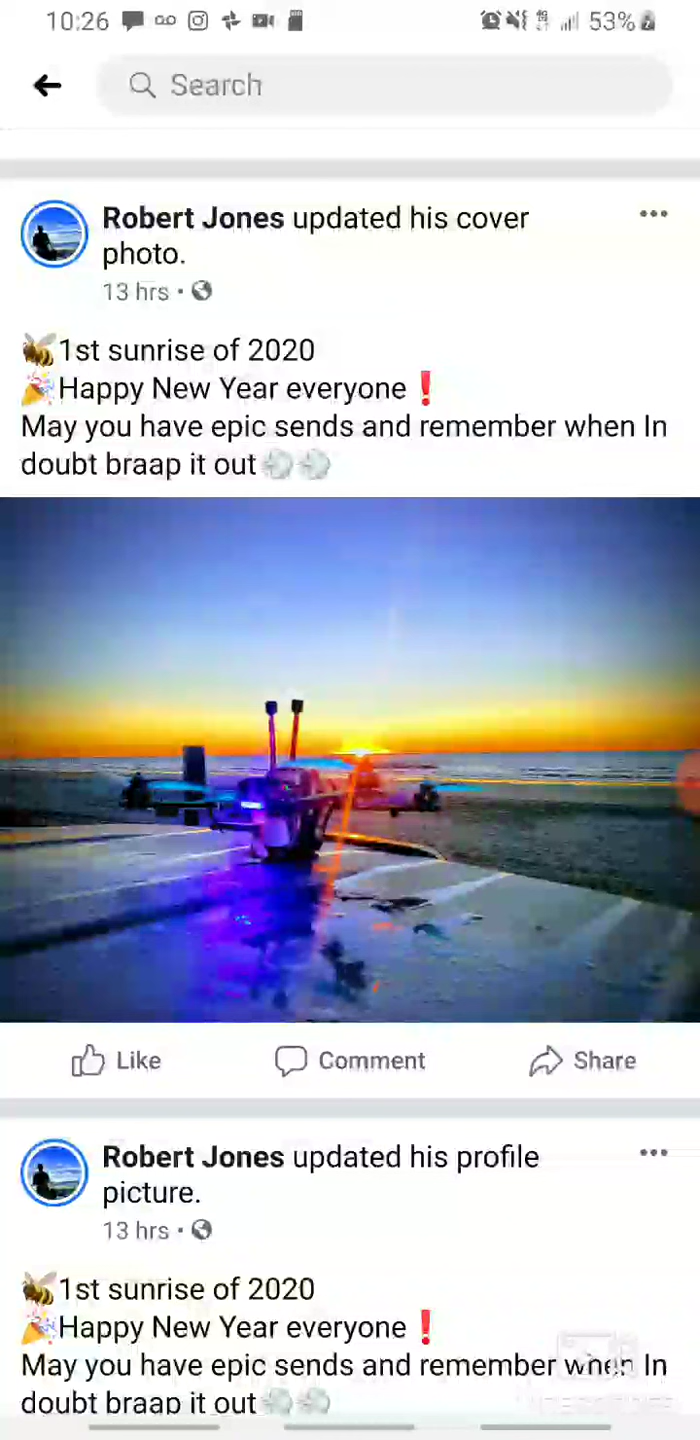 10:26 53%
Search
Robert Jones updated his cover
photo.
13 hrs •
🐝1st sunrise of 2020
🎉Happy New Year everyone❗
May you have epic sends and remember when In
doubt braap it out💨💨
Like Comment Share
Robert Jones updated his profile
picture.
13 hrs •
🐝1st sunrise of 2020
🎉Happy New Year everyone❗
May you have epic sends and remember when In
doubt braap it out💨💨